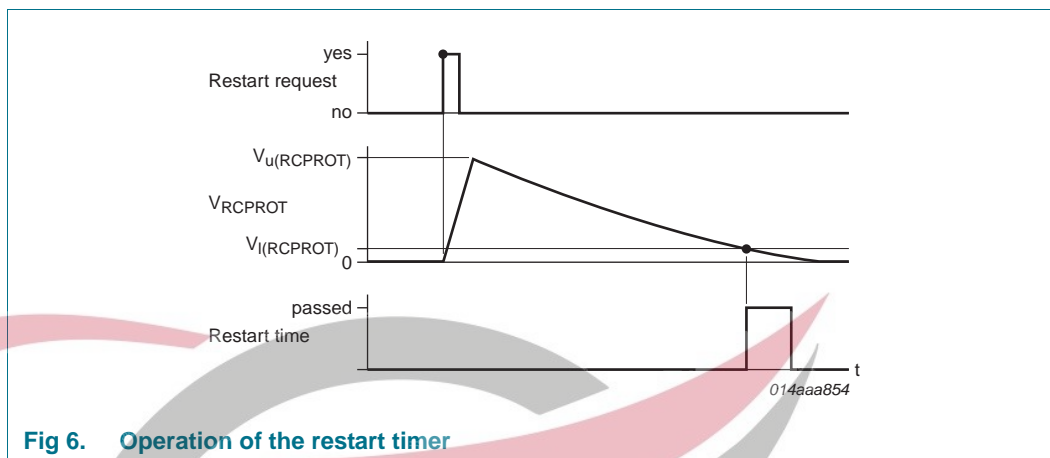 yes
Restart request
no
Vu(RCPROT)
VRCPROT
Vl(RCPROT)
0
passed
Restart time
t
014aaa854
Fig 6. Operation of the restart timer